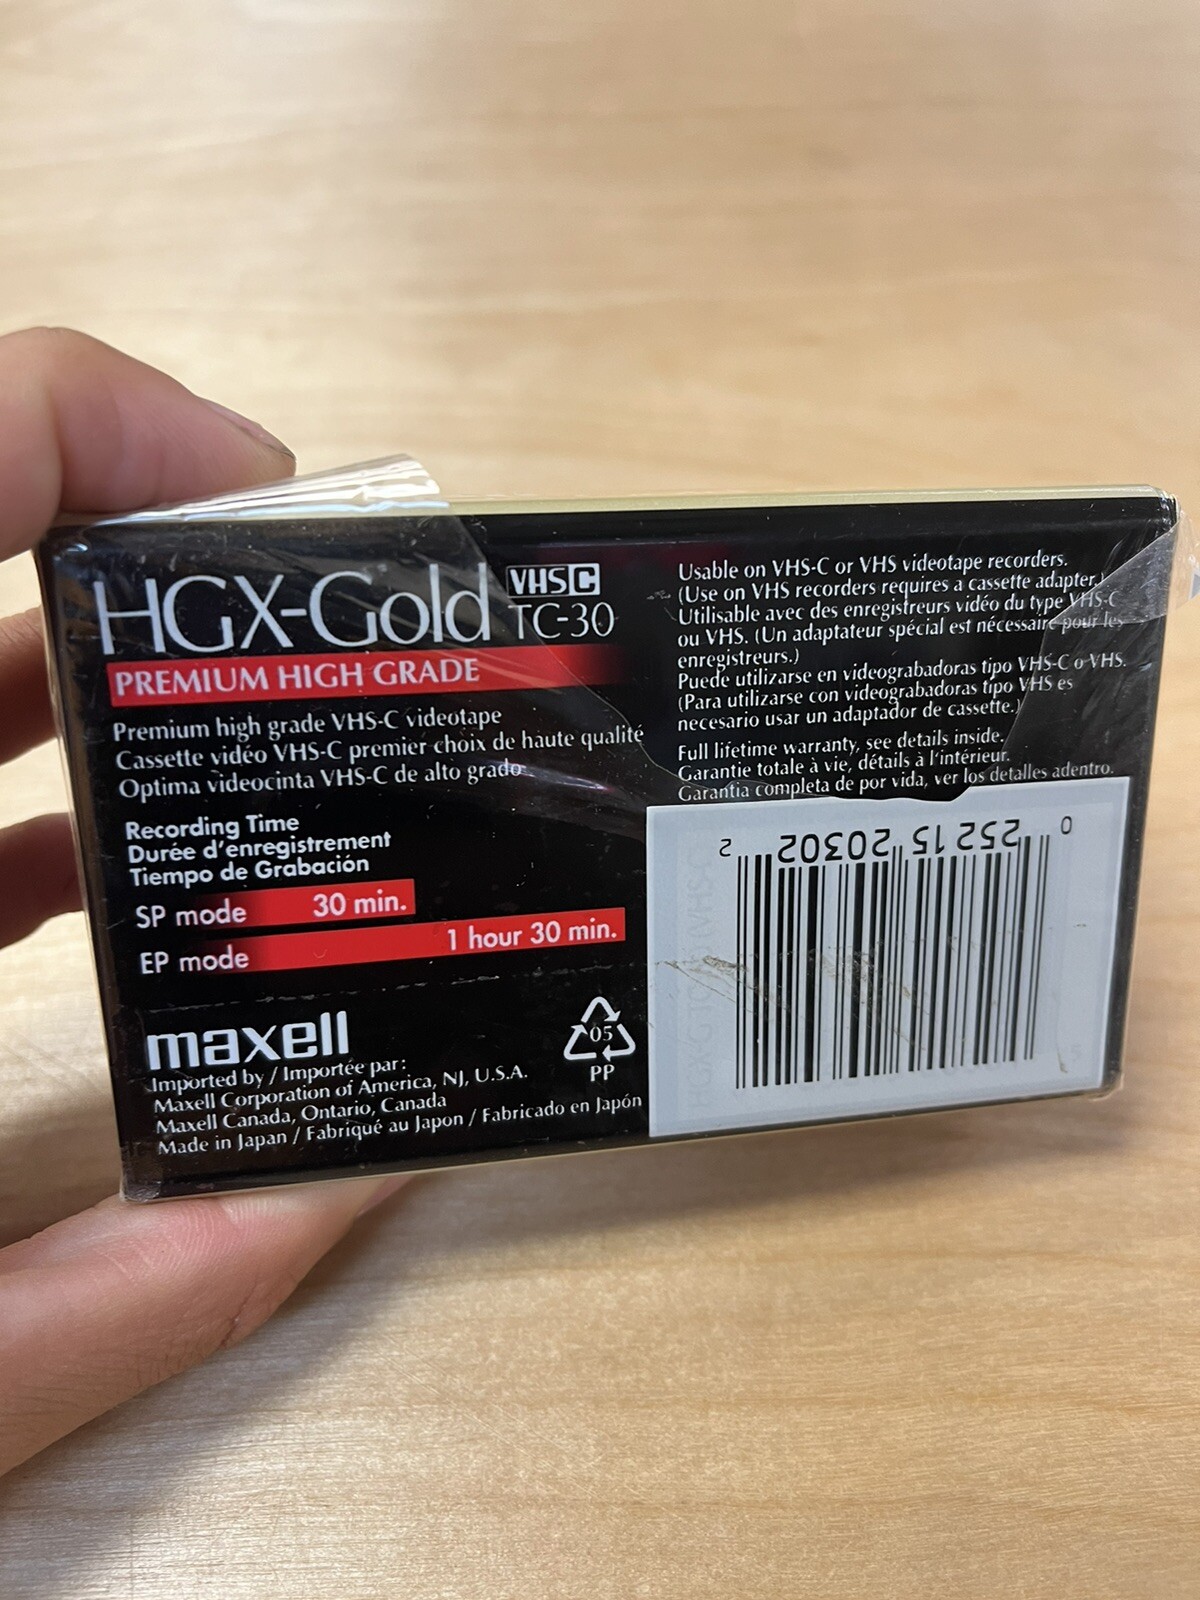 HGX-Gold VHSC TC-30
PREMIUM HIGH GRADE
Premium high grade VHS-C videotape
Cassette vidéo VHS-C premier choix de haute qualité
Optima videocinta VHS-C de alto grado
Recording Time
Durée d'enregistrement
Tiempo de Grabación
SP mode 30 min.
EP mode 1 hour 30 min.
maxell
Imported by / Importée par:
Maxell Corporation of America, NJ, U.S.A.
Maxell Canada, Ontario, Canada
Made in Japan / Fabriqué au Japon / Fabricado en Japón
05
PP
Usable on VHS-C or VHS videotape recorders.
(Use on VHS recorders requires a cassette adapter.)
Utilisable avec des enregistreurs vidéo du type VHS-C
ou VHS. (Un adaptateur spécial est nécessaire pour les
enregistreurs.)
Puede utilizarse en videograbadoras tipo VHS-C o VHS.
(Para utilizarse con videograbadoras tipo VHS es
necesario usar un adaptador de cassette.)
Full lifetime warranty, see details inside.
Garantie totale à vie, détails à l'intérieur.
Garantia completa de por vida, ver los detalles adentro.
0 25215 20302 2